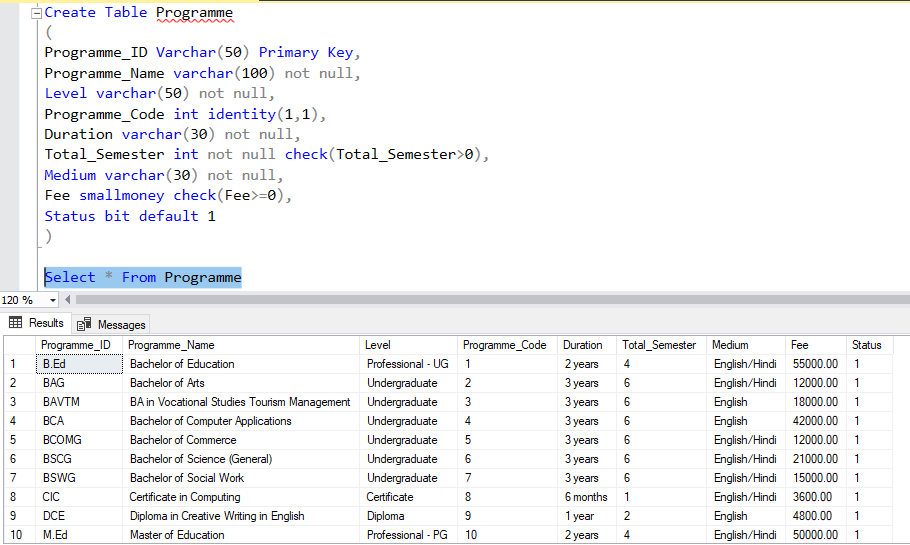 Create Table Programme
(
Programme_ID Varchar(50) Primary Key,
Programme_Name varchar(100) not null,
Level varchar(50) not null,
Programme_Code int identity(1,1),
Duration varchar(30) not null,
Total_Semester int not null check(Total_Semester>0),
Medium varchar(30) not null,
Fee smallmoney check(Fee>=0),
Status bit default 1
)
Select * From Programme
120 %
Results Messages
Programme_ID Programme_Name Level Programme_Code Duration Total_Semester Medium Fee Status
1 B.Ed Bachelor of Education Professional - UG 1 2 years 4 English/Hindi 55000.00 1
2 BAG Bachelor of Arts Undergraduate 2 3 years 6 English/Hindi 12000.00 1
3 BAVTM BA in Vocational Studies Tourism Management Undergraduate 3 3 years 6 English 18000.00 1
4 BCA Bachelor of Computer Applications Undergraduate 4 3 years 6 English 42000.00 1
5 BCOMG Bachelor of Commerce Undergraduate 5 3 years 6 English/Hindi 12000.00 1
6 BSCG Bachelor of Science (General) Undergraduate 6 3 years 6 English/Hindi 21000.00 1
7 BSWG Bachelor of Social Work Undergraduate 7 3 years 6 English/Hindi 15000.00 1
8 CIC Certificate in Computing Certificate 8 6 months 1 English/Hindi 3600.00 1
9 DCE Diploma in Creative Writing in English Diploma 9 1 year 2 English 4800.00 1
10 M.Ed Master of Education Professional - PG 10 2 years 4 English/Hindi 50000.00 1